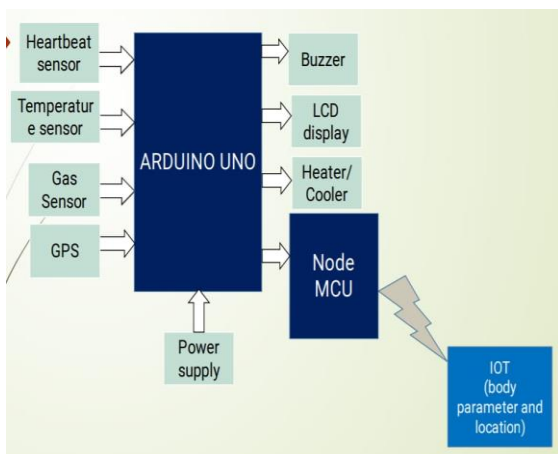 Heartbeat
sensor
Temperatur
e sensor
Gas
Sensor
GPS
ARDUINO UNO
Power
supply
Buzzer
LCD
display
Heater/
Cooler
Node
MCU
IOT
(body
parameter and
location)